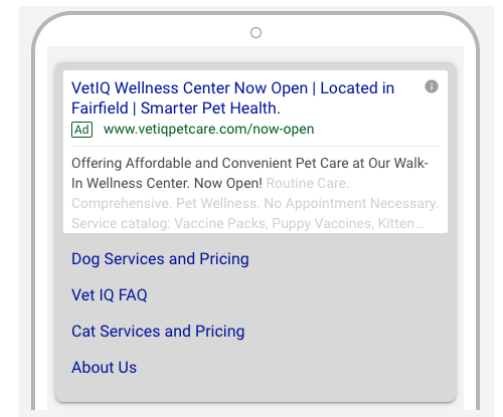 VetIQ Wellness Center Now Open | Located in
Fairfield | Smarter Pet Health.
Ad www.vetiqpetcare.com/now-open
Offering Affordable and Convenient Pet Care at Our Walk-
In Wellness Center. Now Open! Routine Care.
Comprehensive. Pet Wellness. No Appointment Necessary.
Service catalog: Vaccine Packs, Puppy Vaccines, Kitten...
Dog Services and Pricing
Vet IQ FAQ
Cat Services and Pricing
About Us